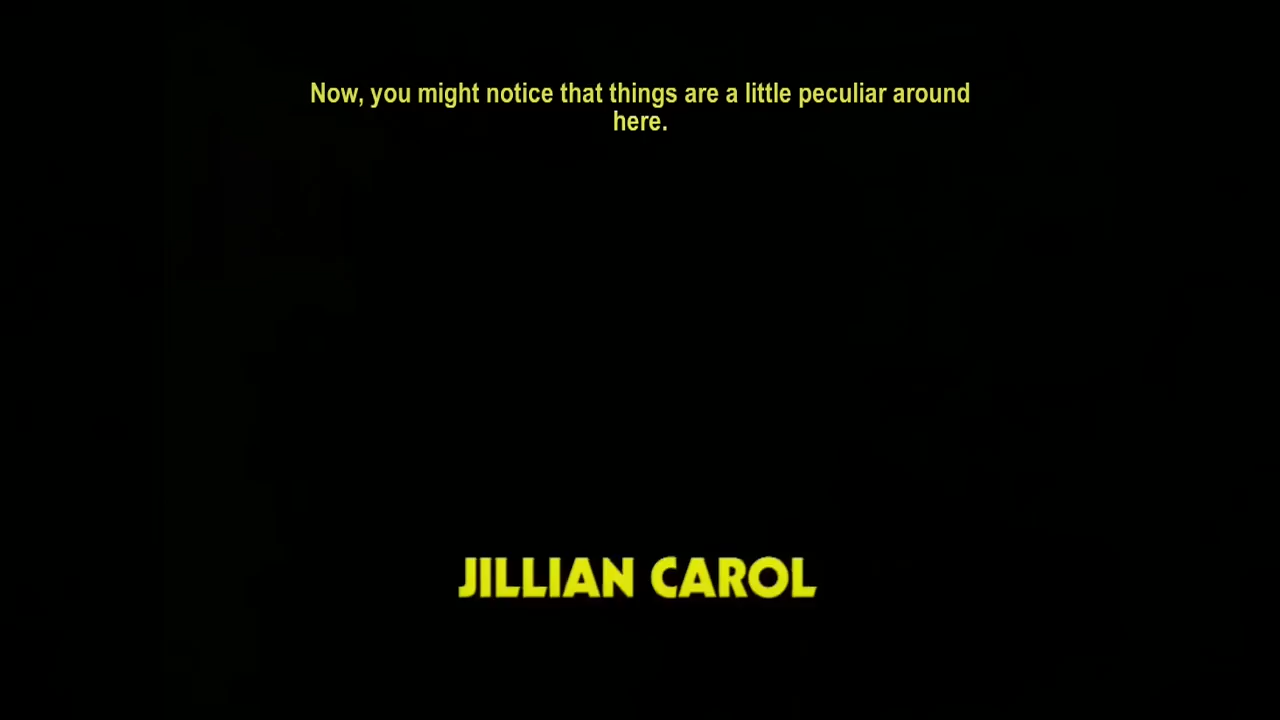 Now, you might notice that things are a little peculiar around
here.
JILLIAN CAROL